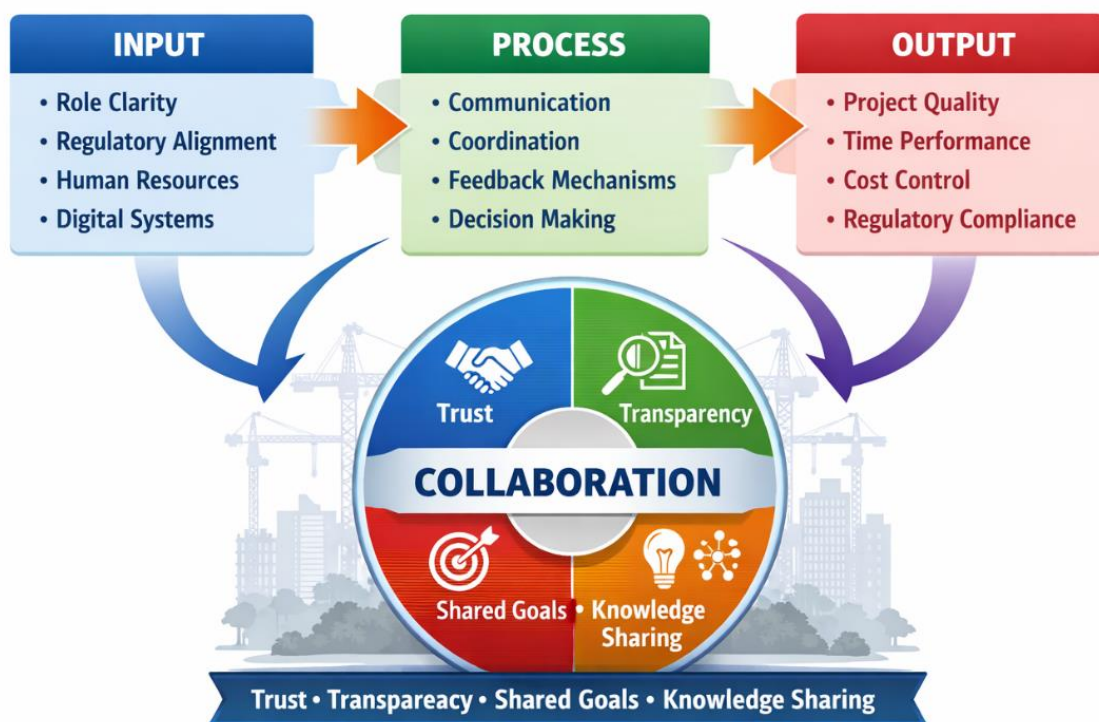 INPUT
• Role Clarity
• Regulatory Alignment
• Human Resources
• Digital Systems
PROCESS
• Communication
• Coordination
• Feedback Mechanisms
• Decision Making
OUTPUT
• Project Quality
• Time Performance
• Cost Control
• Regulatory Compliance
Trust
Transparency
COLLABORATION
Shared Goals • Knowledge
Sharing
Trust • Transpareacy • Shared Goals • Knowledge Sharing